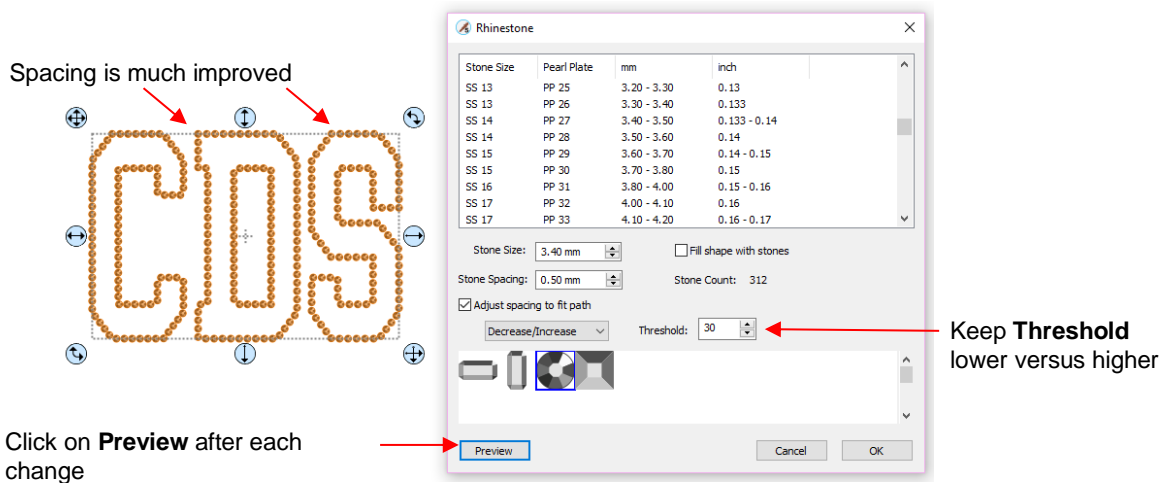 Rhinestone
Spacing is much improved
Stone Size Pearl Plate mm inch
SS 13 PP 25 3.20 - 3.30 0.13
SS 13 PP 26 3.30 - 3.40 0.133
SS 14 PP 27 3.40 - 3.50 0.133 - 0.14
SS 14 PP 28 3.50 - 3.60 0.14
SS 15 PP 29 3.60 - 3.70 0.14 - 0.15
SS 15 PP 30 3.70 - 3.80 0.15
SS 16 PP 31 3.80 - 4.00 0.15 - 0.16
SS 17 PP 32 4.00 - 4.10 0.16
SS 17 PP 33 4.10 - 4.20 0.16 - 0.17
CDS
Stone Size: 3.40 mm Fill shape with stones
Stone Spacing: 0.50 mm Stone Count: 312
Adjust spacing to fit path
Decrease/Increase Threshold: 30
Keep Threshold
lower versus higher
Click on Preview after each
change
Preview Cancel OK